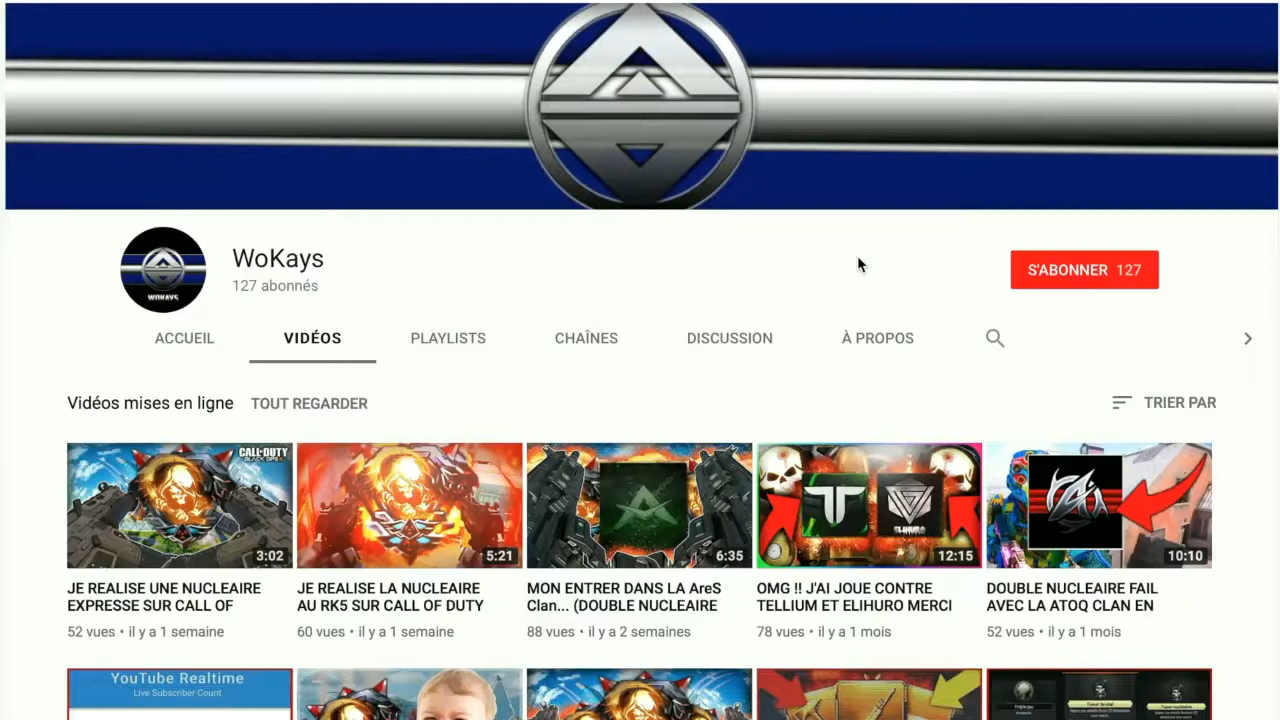 WOKAYS
WoKays
127 abonnés
S'ABONNER 127
ACCUEIL
VIDÉOS
PLAYLISTS
CHAÎNES
DISCUSSION
À PROPOS
Vidéos mises en ligne
TOUT REGARDER
TRIER PAR
CALL OF DUTY
BLACK OPS
3:02
5:21
6:35
ELIHURO
12:15
10:10
JE REALISE UNE NUCLEAIRE
EXPRESSE SUR CALL OF
52 vues • il y a 1 semaine
JE REALISE LA NUCLEAIRE
AU RK5 SUR CALL OF DUTY
60 vues • il y a 1 semaine
MON ENTRER DANS LA AreS
Clan... (DOUBLE NUCLEAIRE
88 vues • il y a 2 semaines
OMG !! J'AI JOUE CONTRE
TELLIUM ET ELIHURO MERCI
78 vues • il y a 1 mois
DOUBLE NUCLEAIRE FAIL
AVEC LA ATOQ CLAN EN
52 vues • il y a 1 mois
YouTube Realtime
Live Subscriber Count